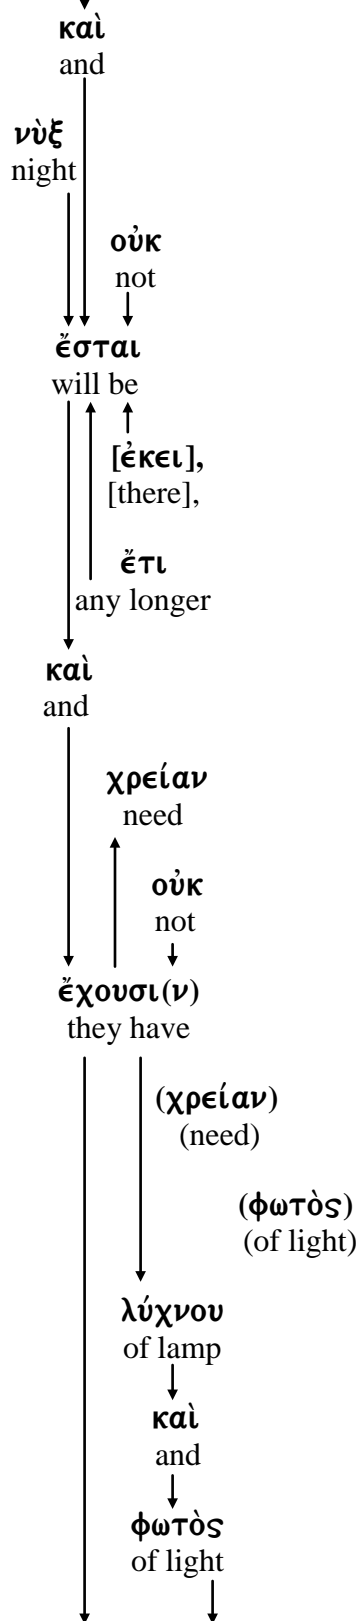 καὶ
and
νὺξ
night
οὐκ
not
ἔσται
will be
[ἐκει],
[there],
ἔτι
any longer
καὶ
and
χρείαν
need
οὐκ
not
ἔχουσι(ν)
they have
(χρείαν)
(need)
(φωτὸς)
(of light)
λύχνου
of lamp
καὶ
and
φωτὸς
of light